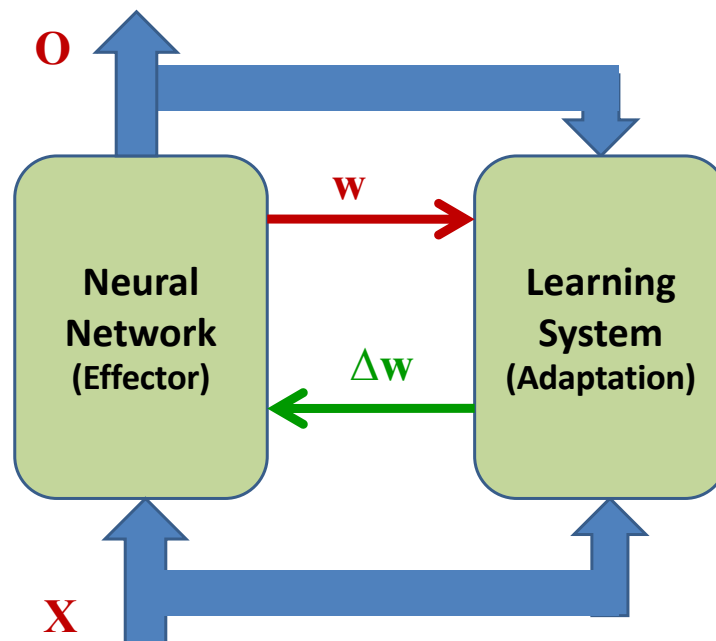 O
w
Neural
Network
(Effector)
Learning
System
(Adaptation)
Δw
X